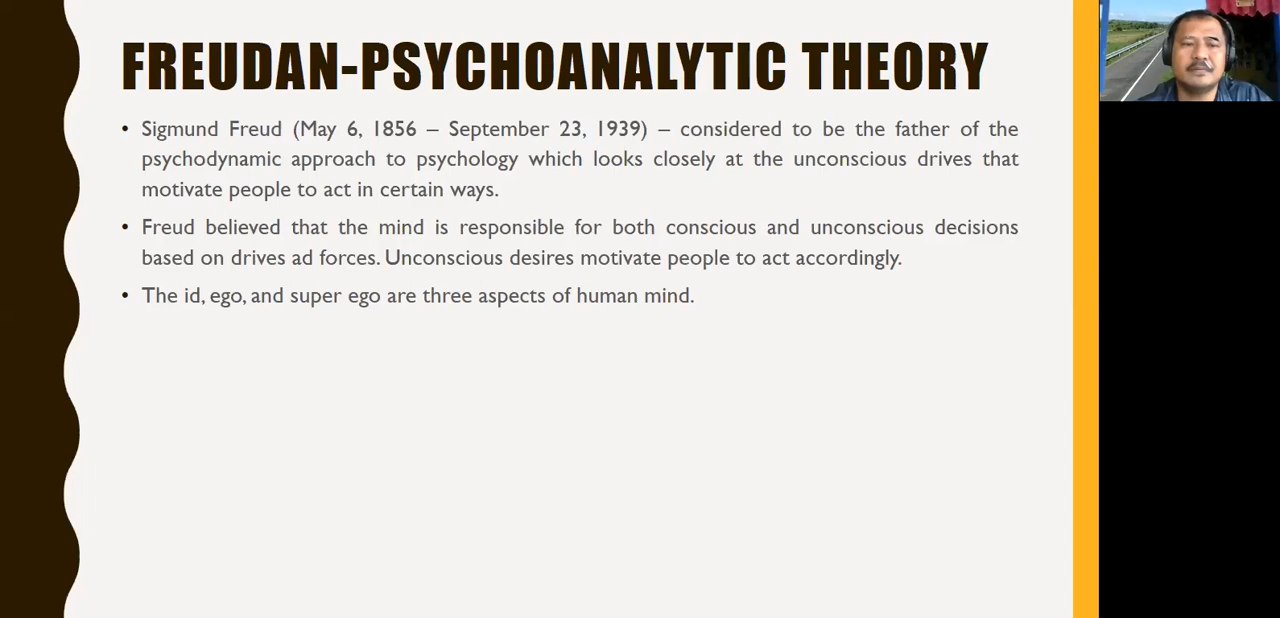 FREUDAN-PSYCHOANALYTIC THEORY
• Sigmund Freud (May 6, 1856 – September 23, 1939) – considered to be the father of the
psychodynamic approach to psychology which looks closely at the unconscious drives that
motivate people to act in certain ways.
• Freud believed that the mind is responsible for both conscious and unconscious decisions
based on drives ad forces. Unconscious desires motivate people to act accordingly.
• The id, ego, and super ego are three aspects of human mind.